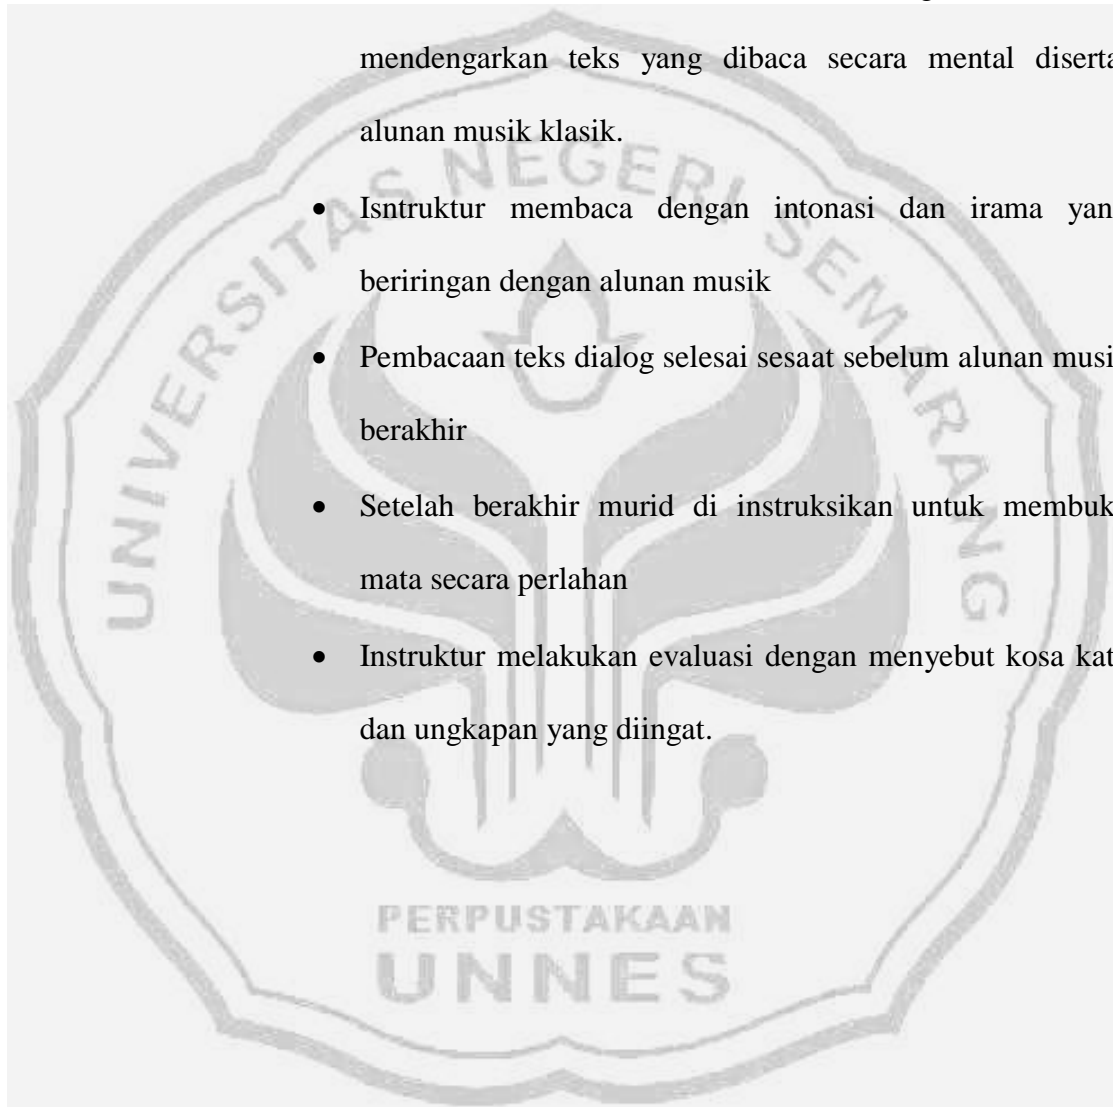 mendengarkan teks yang dibaca secara mental diserta
alunan musik klasik.
• Isntruktur membaca dengan intonasi dan irama yan
beriringan dengan alunan musik
• Pembacaan teks dialog selesai sesaat sebelum alunan musi
berakhir
• Setelah berakhir murid di instruksikan untuk membuk
mata secara perlahan
• Instruktur melakukan evaluasi dengan menyebut kosa kat
dan ungkapan yang diingat.
UNIVERSITAS NEGERI SEMARANG
PERPUSTAKAAN
UNNES